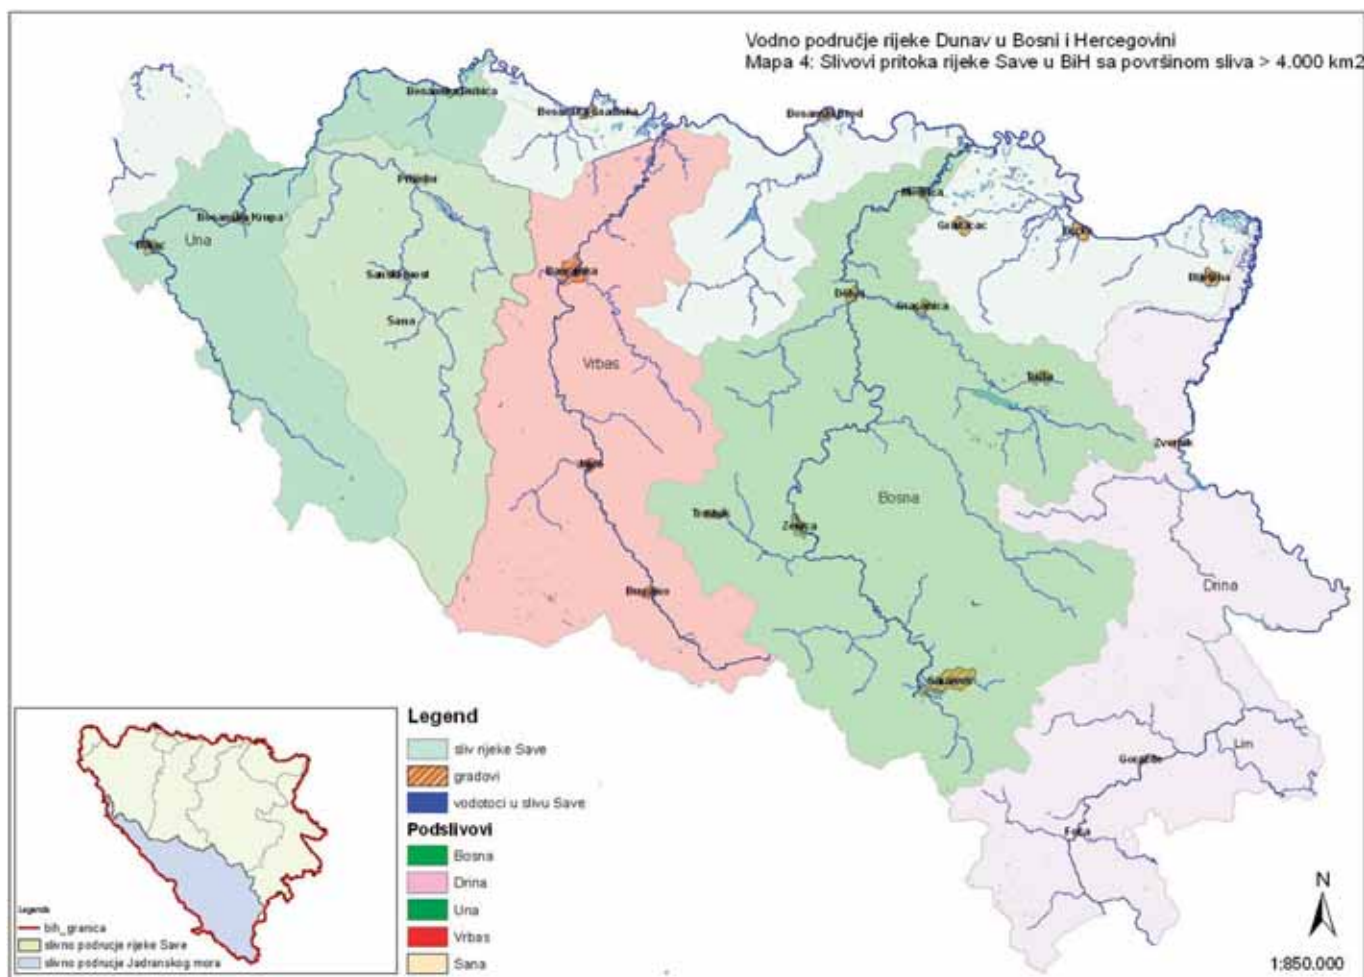 Vodno područje rijeke Dunav u Bosni i Hercegovini
Mapa 4: Slivovi pritoka rijeke Save u BiH sa površinom sliva > 4.000 km2
Bosanska Dubica
Bosanska Gradiška
Bosanski Brod
Prijedor
Modriča
Bosanska Krupa
Gradačac
Brčko
Una
Bihać
Banja Luka
Sanski Most
Bijeljina
Doboj
Gračanica
Sana
Vrbas
Tuzla
Zvornik
Jajce
Bosna
Travnik
Zenica
Drina
Bugojno
Sarajevo
Lim
Goražde
Foča
Legend
sliv rijeke Save
gradovi
vodotoci u slivu Save
Podslivovi
Bosna
Drina
Una
Vrbas
Sana
Legenda
bih_granica
slivno podrucje rijeke Save
slivno podrucje Jadranskog mora
N
1:850.000